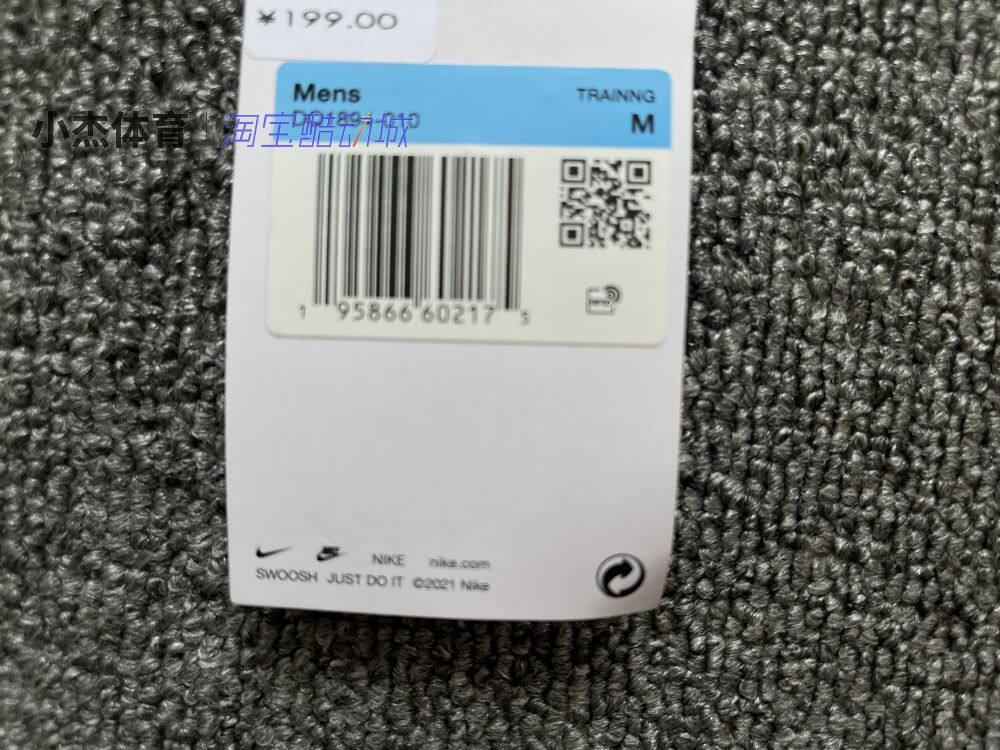 ¥199.00
Mens
TRAINNG
M
小杰体育 淘宝酷动城
1 95866 60217 5
NIKE nike.com
SWOOSH JUST DO IT ©2021 Nike